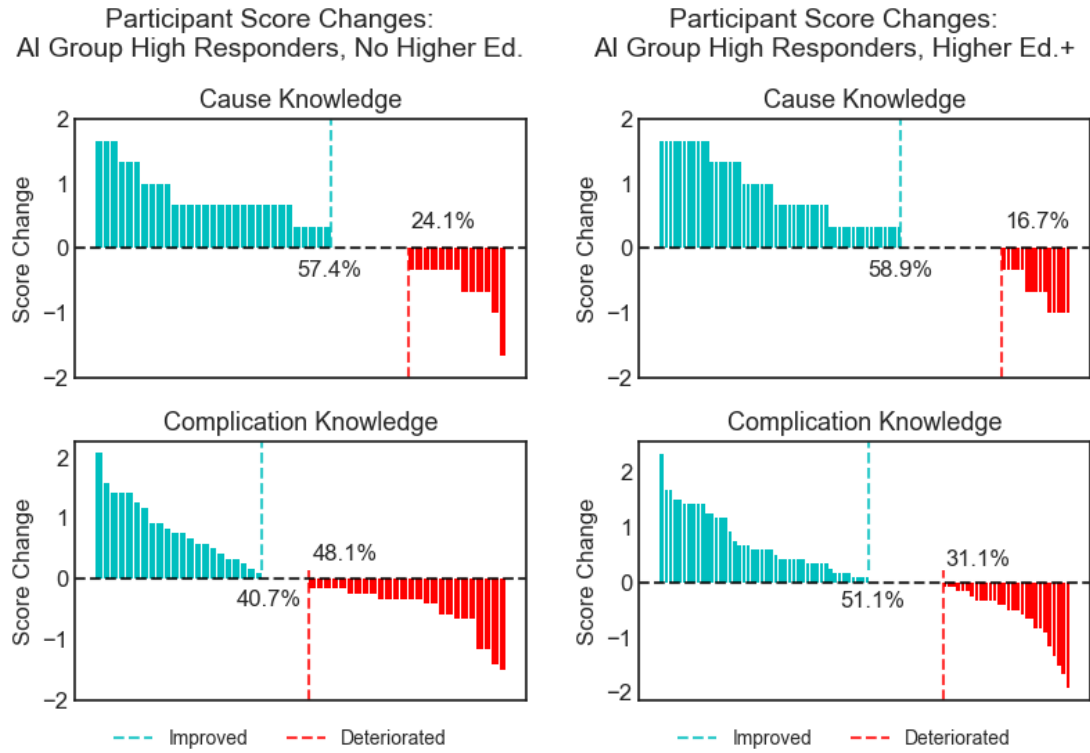 Participant Score Changes:
AI Group High Responders, No Higher Ed.
Cause Knowledge
Score Change
2
1
0
−1
−2
24.1%
57.4%
Complication Knowledge
Score Change
2
1
0
−1
−2
48.1%
40.7%
Improved
Deteriorated
Participant Score Changes:
AI Group High Responders, Higher Ed.+
Cause Knowledge
Score Change
2
1
0
−1
−2
16.7%
58.9%
Complication Knowledge
Score Change
2
1
0
−1
−2
31.1%
51.1%
Improved
Deteriorated